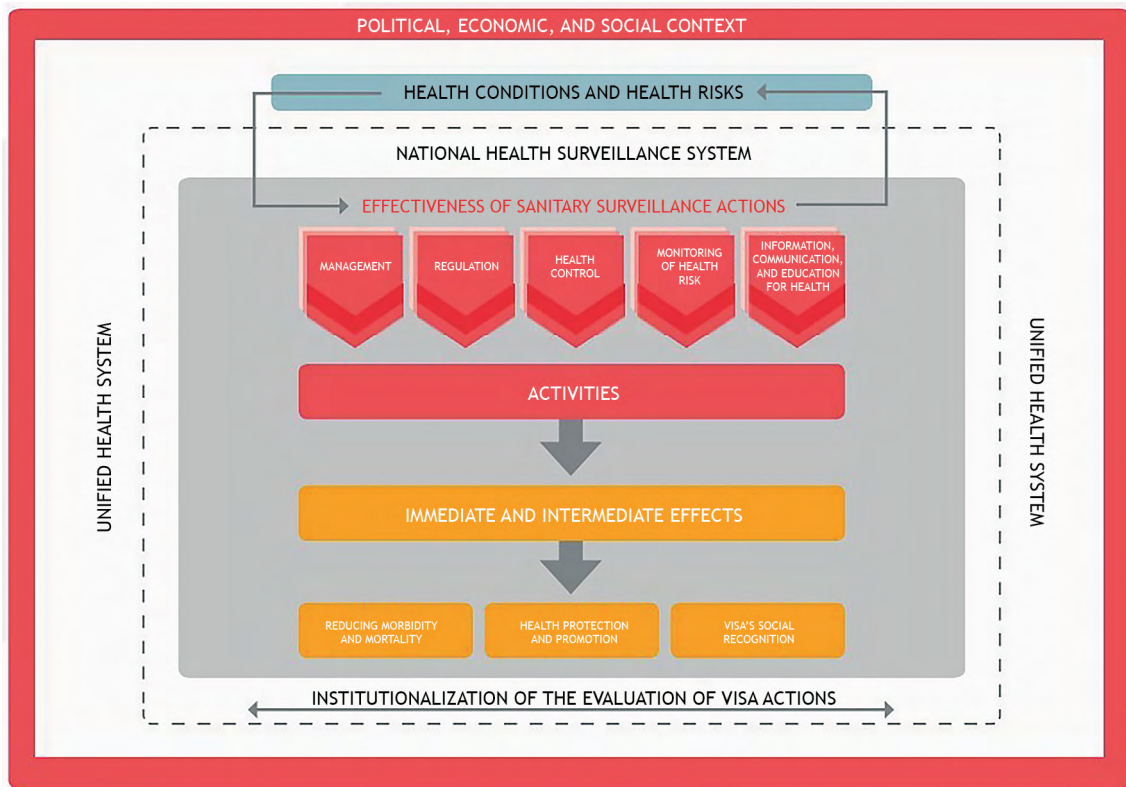 POLITICAL, ECONOMIC, AND SOCIAL CONTEXT
HEALTH CONDITIONS AND HEALTH RISKS
NATIONAL HEALTH SURVEILLANCE SYSTEM
EFFECTIVENESS OF SANITARY SURVEILLANCE ACTIONS
MANAGEMENT
REGULATION
HEALTH
CONTROL
MONITORING
OF HEALTH
RISK
INFORMATION,
COMMUNICATION,
AND EDUCATION
FOR HEALTH
UNIFIED HEALTH SYSTEM
UNIFIED HEALTH SYSTEM
ACTIVITIES
IMMEDIATE AND INTERMEDIATE EFFECTS
REDUCING MORBIDITY
AND MORTALITY
HEALTH PROTECTION
AND PROMOTION
VISA'S SOCIAL
RECOGNITION
INSTITUTIONALIZATION OF THE EVALUATION OF VISA ACTIONS